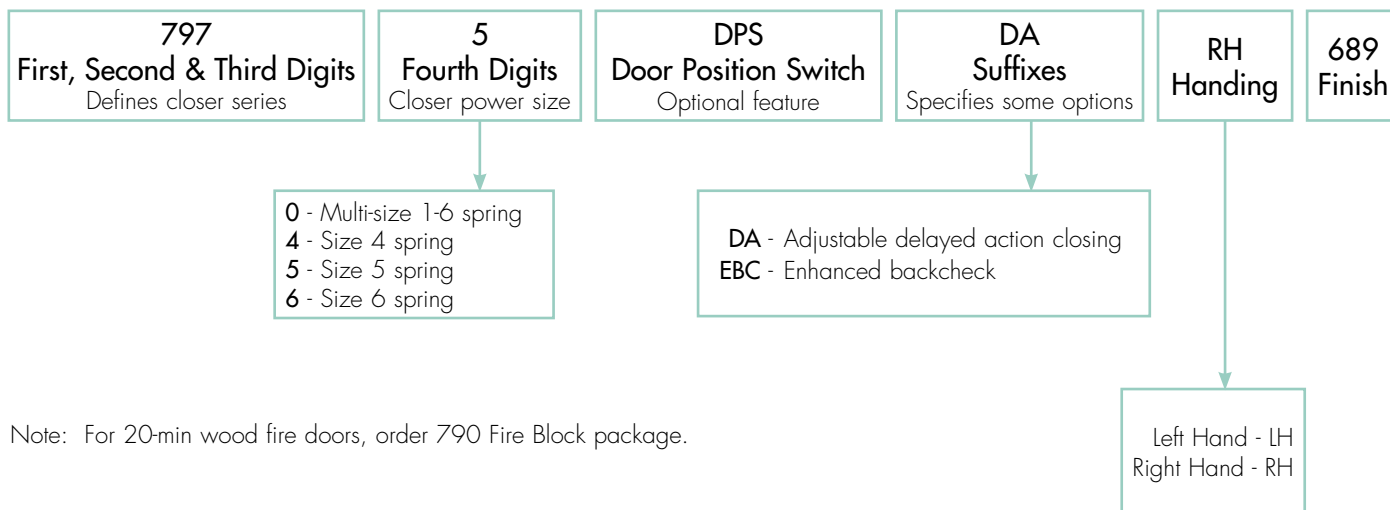 797
First, Second & Third Digits
Defines closer series
5
Fourth Digits
Closer power size
DPS
Door Position Switch
Optional feature
DA
Suffixes
Specifies some options
RH
Handing
689
Finish
0 - Multi-size 1-6 spring
4 - Size 4 spring
5 - Size 5 spring
6 - Size 6 spring
DA - Adjustable delayed action closing
EBC - Enhanced backcheck
Note: For 20-min wood fire doors, order 790 Fire Block package.
Left Hand - LH
Right Hand - RH